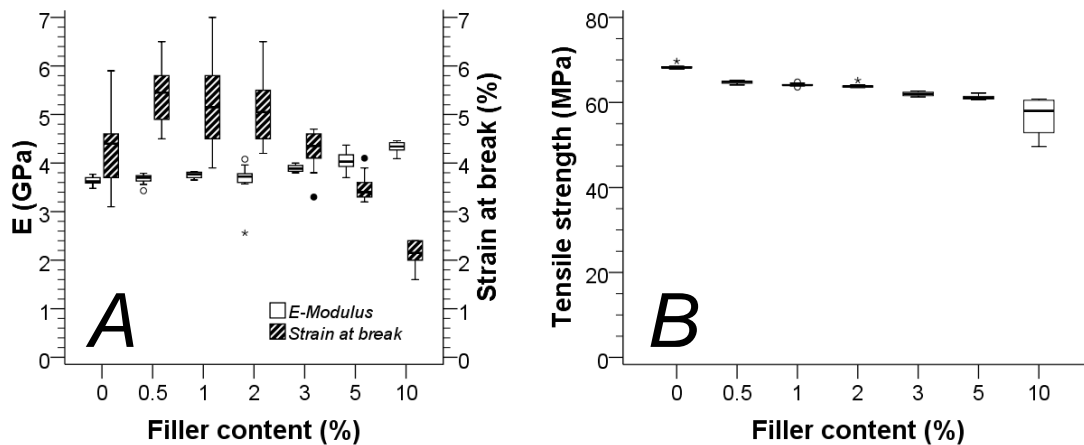 7
6
5
4
3
2
1
0
E (GPa)
7
6
5
4
3
2
1
0
Strain at break (%)
A
E-Modulus
Strain at break
0 0.5 1 2 3 5 10
Filler content (%)
80
60
40
20
0
Tensile strength (MPa)
B
0 0.5 1 2 3 5 10
Filler content (%)